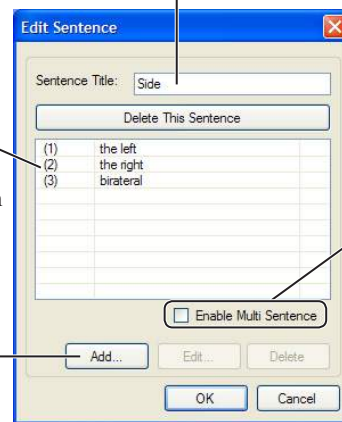 Edit Sentence
Sentence Title: Side
Delete This Sentence
(1) the left
(2) the right
(3) birateral
Enable Multi Sentence
Add... Edit... Delete
OK Cancel